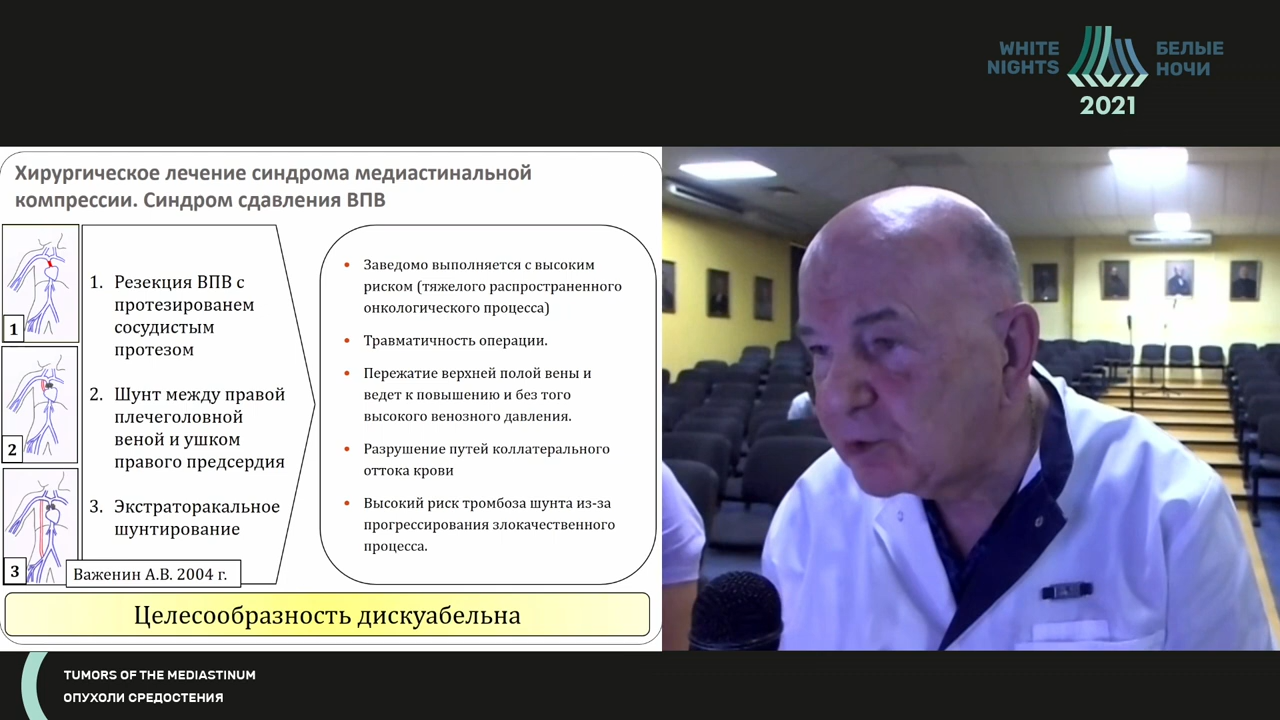 WHITE
NIGHTS
БЕЛЫЕ
НОЧИ
2021
Хирургическое лечение синдрома медиастинальной
компрессии. Синдром сдавления ВПВ
1
2
3
1. Резекция ВПВ с
протезированем
сосудистым
протезом
2. Шунт между правой
плечеголовной
веной и ушком
правого предсердия
3. Экстраторакальное
шунтирование
Важенин А.В. 2004 г.
• Заведомо выполняется с высоким
риском (тяжелого распространенного
онкологического процесса)
• Травматичность операции.
• Пережатие верхней полой вены и
ведет к повышению и без того
высокого венозного давления.
• Разрушение путей коллатерального
оттока крови
• Высокий риск тромбоза шунта из-за
прогрессирования злокачественного
процесса.
Целесообразность дискуабельна
TUMORS OF THE MEDIASTINUM
ОПУХОЛИ СРЕДОСТЕНИЯ